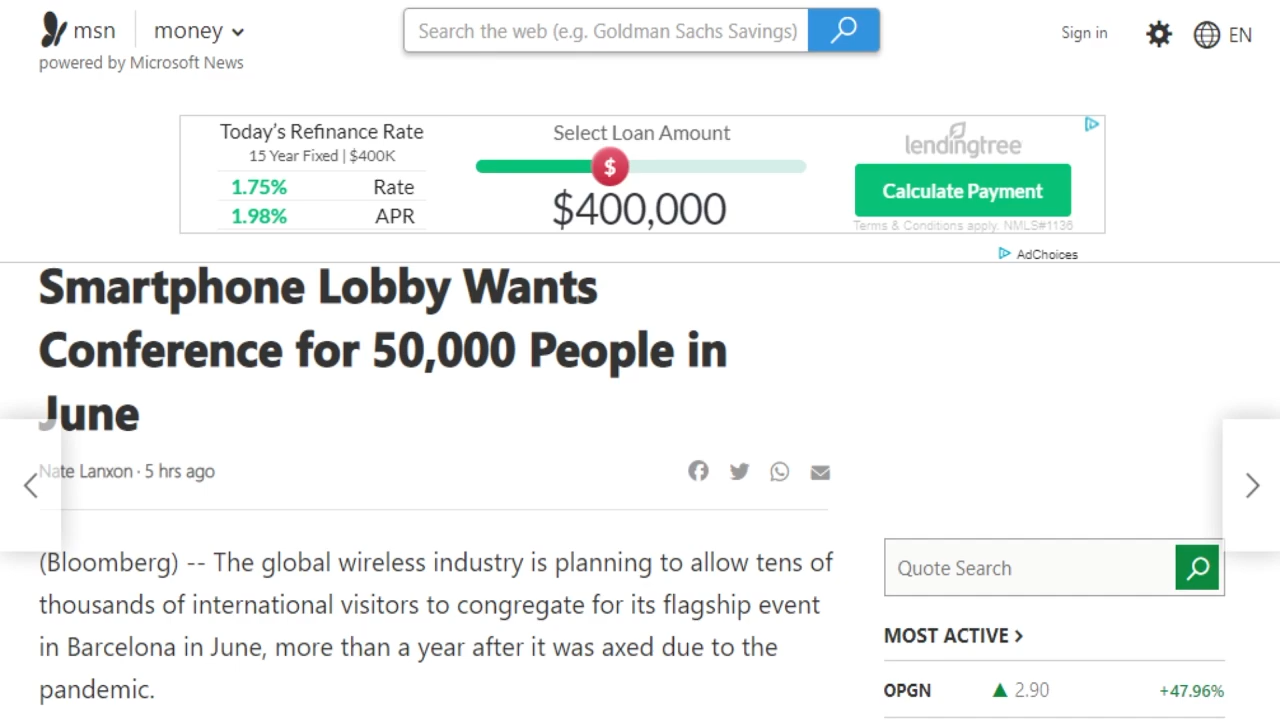 msn money
powered by Microsoft News
Search the web (e.g. Goldman Sachs Savings)
Sign in
EN
Today's Refinance Rate
15 Year Fixed | $400K
1.75% Rate
1.98% APR
Select Loan Amount
$
$400,000
lendingtree
Calculate Payment
Terms & Conditions apply. NMLS#1136
AdChoices
Smartphone Lobby Wants
Conference for 50,000 People in
June
Nate Lanxon · 5 hrs ago
(Bloomberg) -- The global wireless industry is planning to allow tens of
thousands of international visitors to congregate for its flagship event
in Barcelona in June, more than a year after it was axed due to the
pandemic.
Quote Search
MOST ACTIVE
OPGN ▲ 2.90 +47.96%